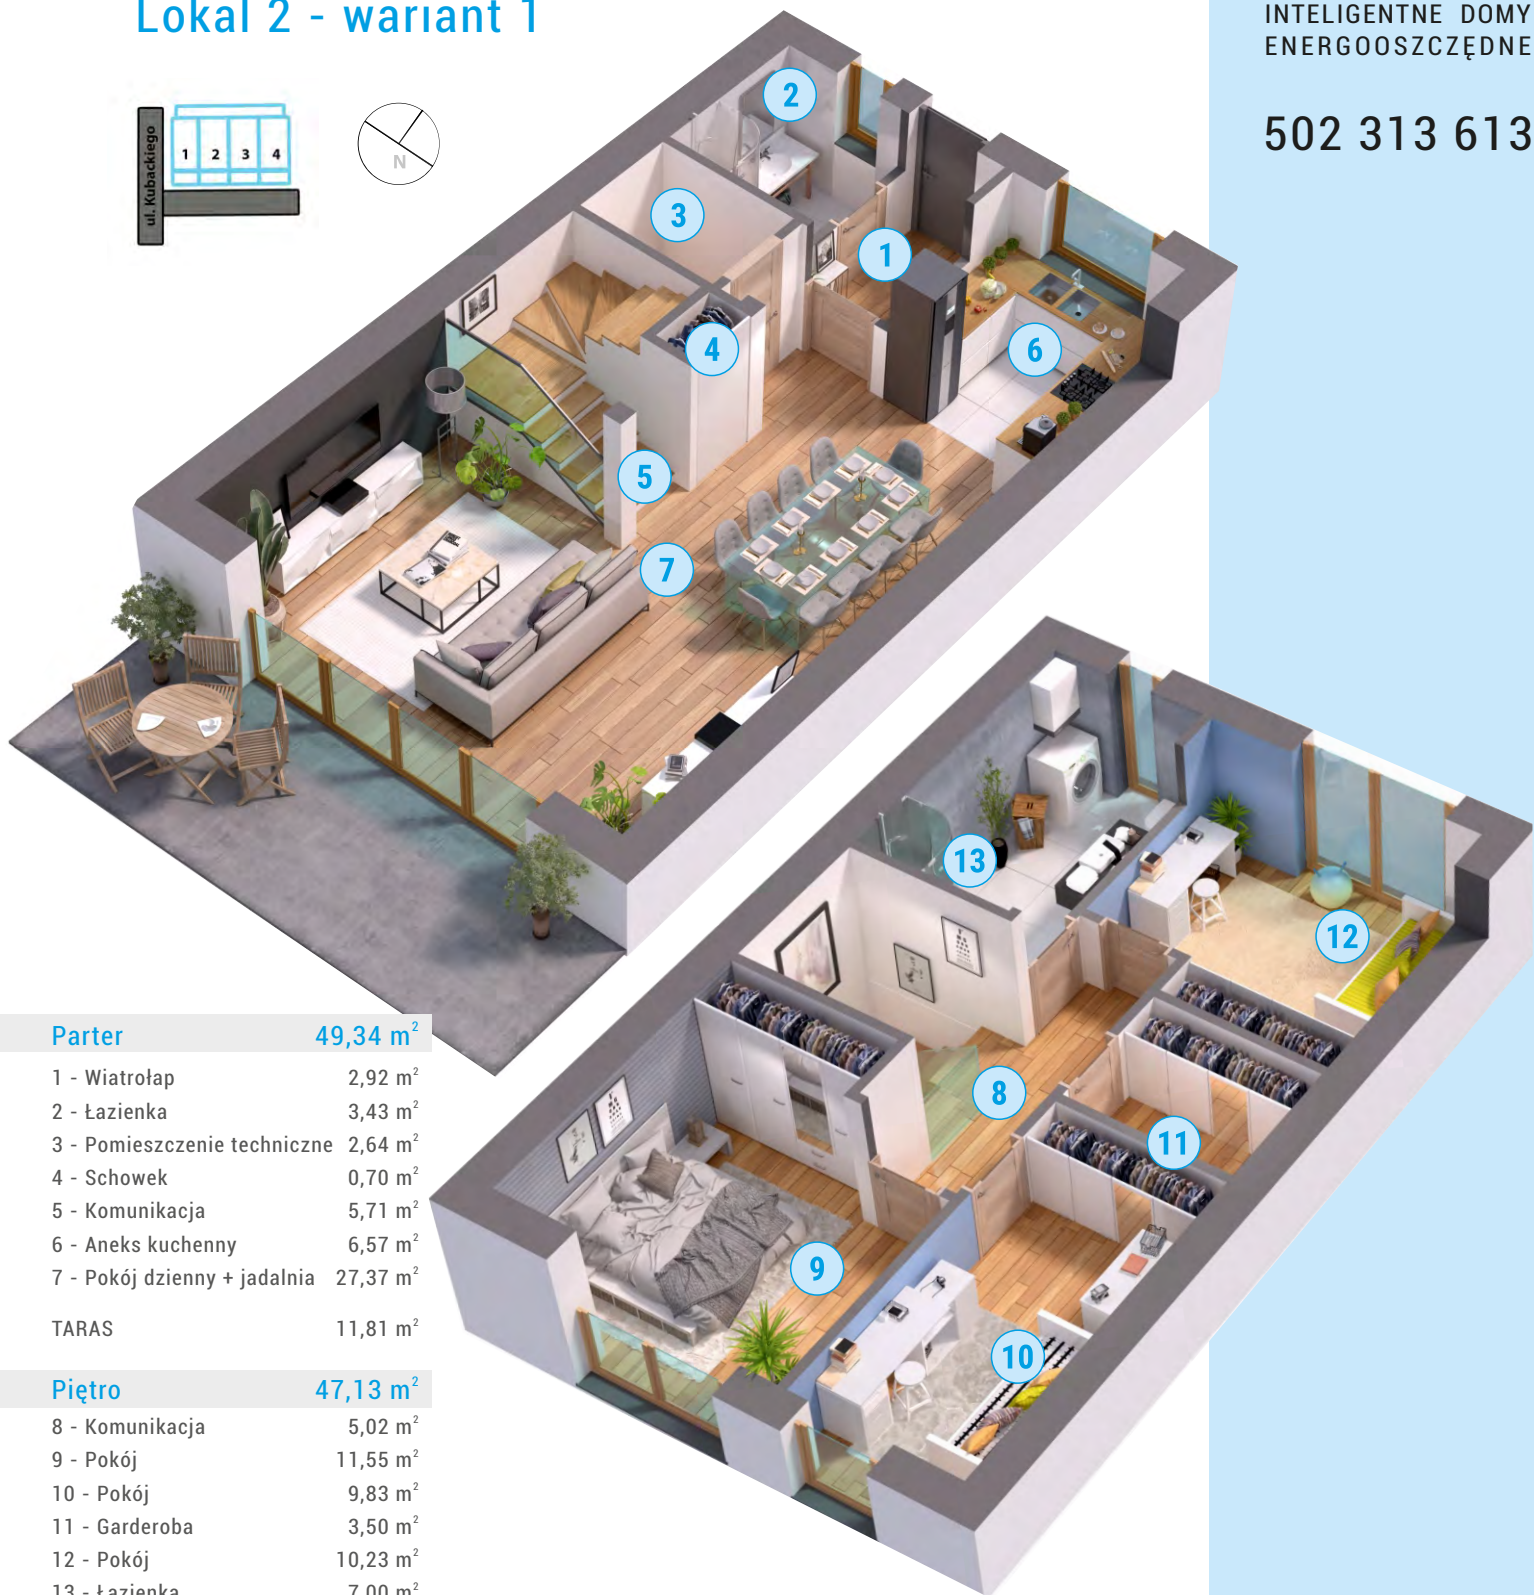 Lokal 2 - wariant 1
INTELIGENTNE DOMY
ENERGOOSZCZĘDNE
502 313 613
ul. Kubackiego
1 2 3 4
N
2
3
1
4
6
5
7
13
12
8
11
9
10
Parter 49,34 m²
1 - Wiatrołap 2,92 m²
2 - Łazienka 3,43 m²
3 - Pomieszczenie techniczne 2,64 m²
4 - Schowek 0,70 m²
5 - Komunikacja 5,71 m²
6 - Aneks kuchenny 6,57 m²
7 - Pokój dzienny + jadalnia 27,37 m²
TARAS 11,81 m²
Piętro 47,13 m²
8 - Komunikacja 5,02 m²
9 - Pokój 11,55 m²
10 - Pokój 9,83 m²
11 - Garderoba 3,50 m²
12 - Pokój 10,23 m²
13 - Łazienka 7,00 m²